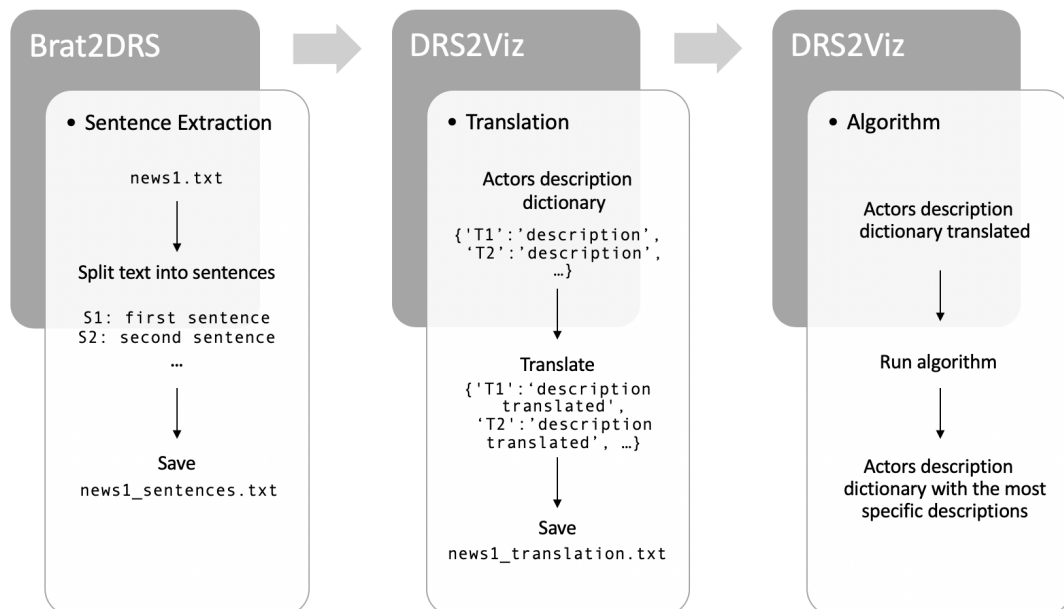 Brat2DRS
• Sentence Extraction
news1.txt
Split text into sentences
S1: first sentence
S2: second sentence
…
Save
news1_sentences.txt
DRS2Viz
• Translation
Actors description
dictionary
{'T1’:’description’,
‘T2’:’description’,
…}
Translate
{'T1':‘description
translated',
‘T2':’description
translated’, …}
Save
news1_translation.txt
DRS2Viz
• Algorithm
Actors description
dictionary translated
Run algorithm
Actors description
dictionary with the most
specific descriptions